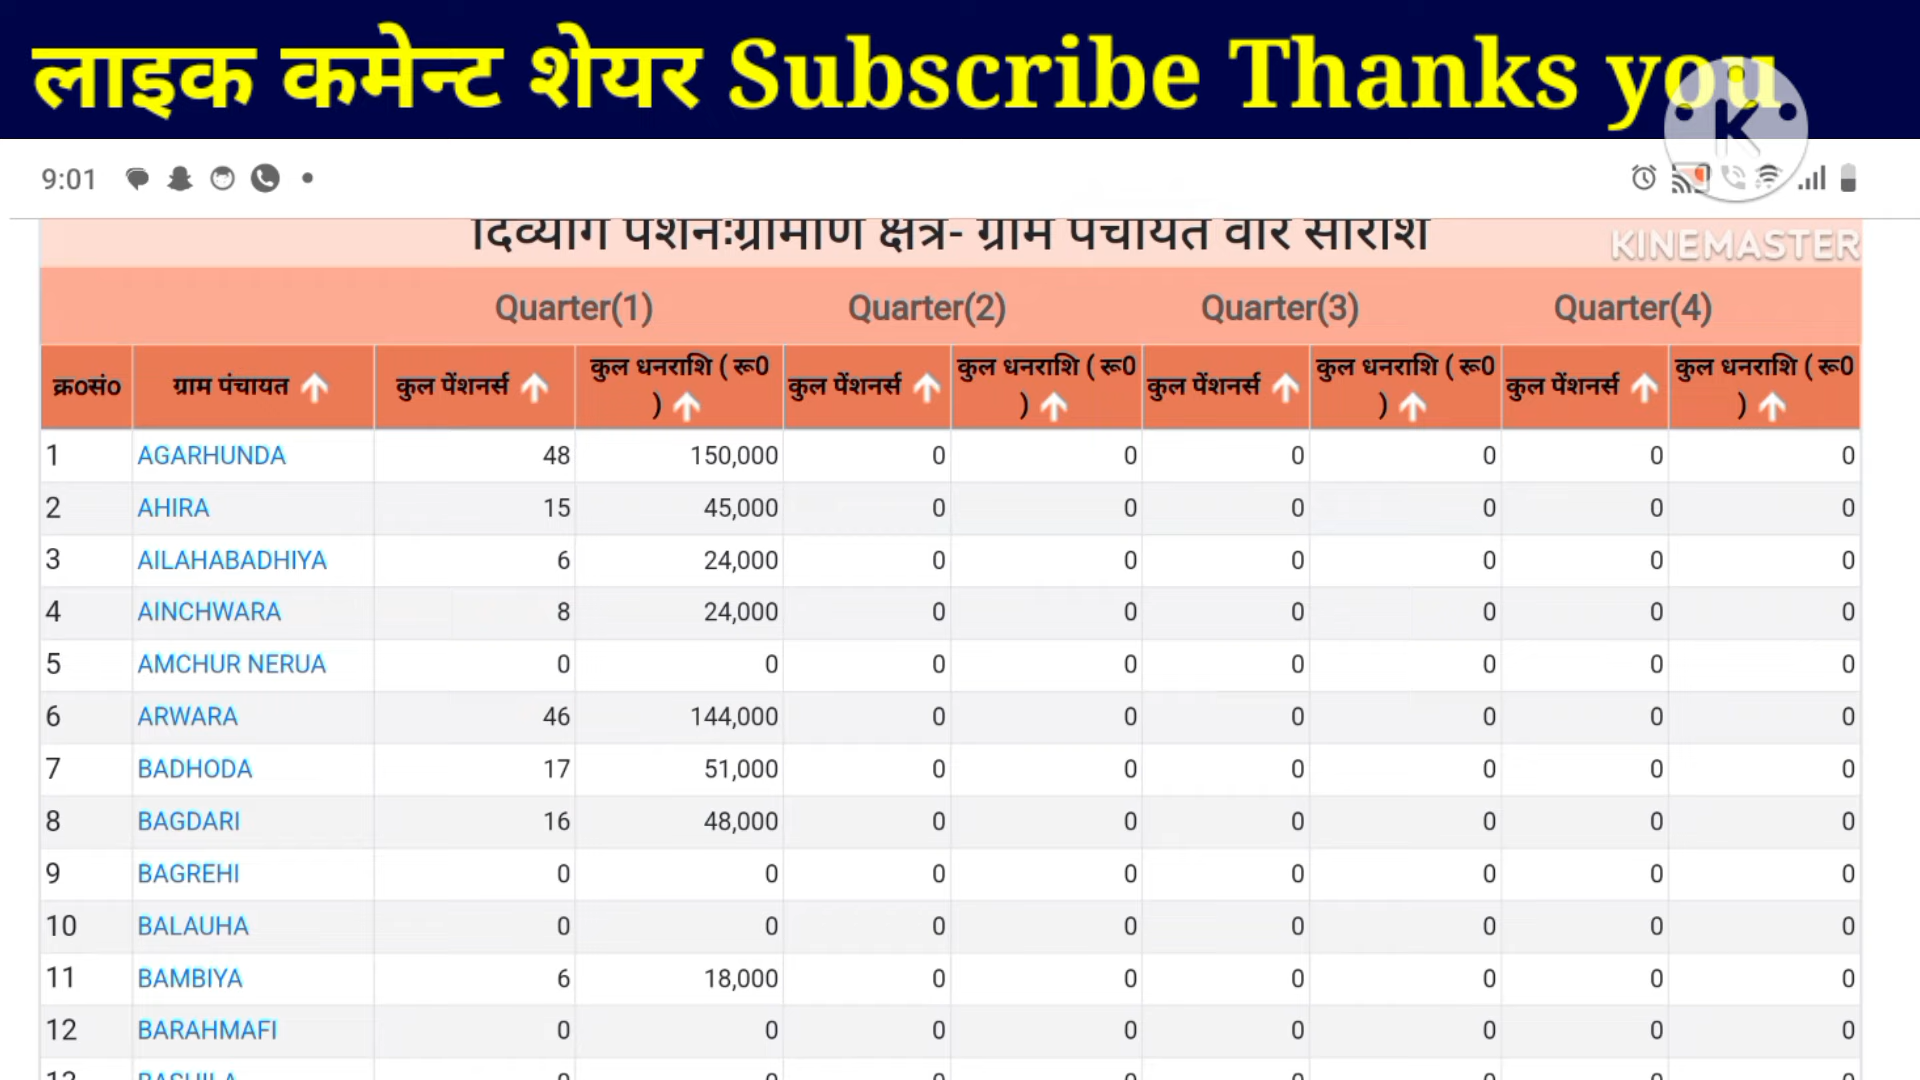 लाइक कमेन्ट शेयर Subscribe Thanks you
K
9:01
दिव्यांग पेंशन:ग्रामीण क्षेत्र- ग्राम पंचायत वार सारांश
KINEMASTER
Quarter(1) Quarter(2) Quarter(3) Quarter(4)
क्र०सं० ग्राम पंचायत कुल पेंशनर्स कुल धनराशि ( रू0 ) कुल पेंशनर्स कुल धनराशि ( रू0 ) कुल पेंशनर्स कुल धनराशि ( रू0 ) कुल पेंशनर्स कुल धनराशि ( रू0 )
1 AGARHUNDA 48 150,000 0 0 0 0 0 0
2 AHIRA 15 45,000 0 0 0 0 0 0
3 AILAHABADHIYA 6 24,000 0 0 0 0 0 0
4 AINCHWARA 8 24,000 0 0 0 0 0 0
5 AMCHUR NERUA 0 0 0 0 0 0 0 0
6 ARWARA 46 144,000 0 0 0 0 0 0
7 BADHODA 17 51,000 0 0 0 0 0 0
8 BAGDARI 16 48,000 0 0 0 0 0 0
9 BAGREHI 0 0 0 0 0 0 0 0
10 BALAUHA 0 0 0 0 0 0 0 0
11 BAMBIYA 6 18,000 0 0 0 0 0 0
12 BARAHMAFI 0 0 0 0 0 0 0 0